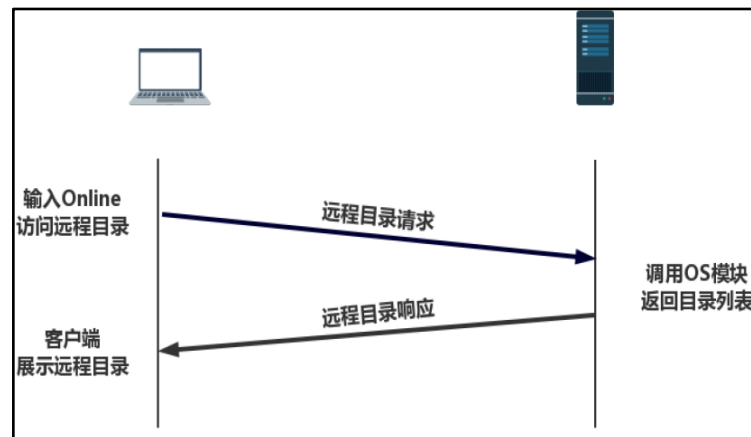 输入Online
访问远程目录
远程目录请求
调用OS模块
返回目录列表
远程目录响应
客户端
展示远程目录